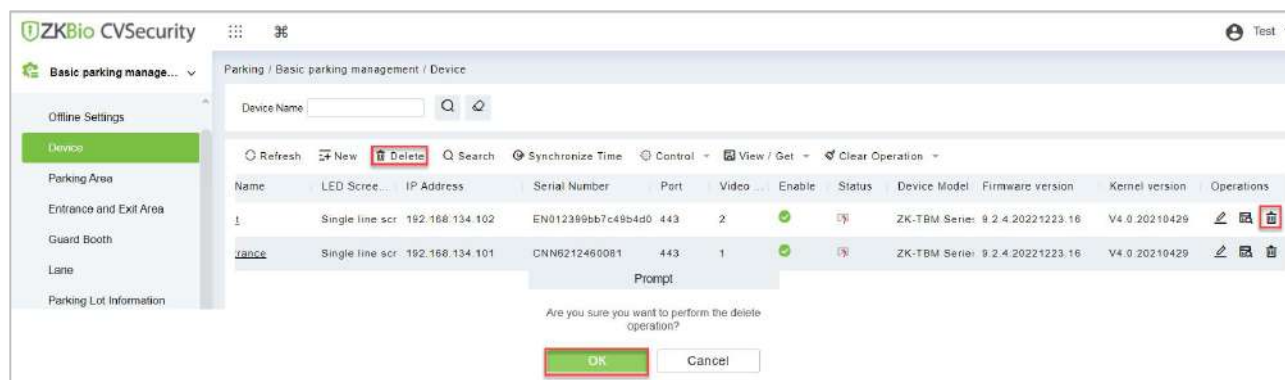 ZKBio CVSecurity
Test
Basic parking manage...
Parking / Basic parking management / Device
Device Name
Offline Settings
Device
Parking Area
Entrance and Exit Area
Guard Booth
Lane
Parking Lot Information
Refresh New Delete Search Synchronize Time Control View / Get Clear Operation
Name LED Scree... IP Address Serial Number Port Video ... Enable Status Device Model Firmware version Kernel version Operations
t Single line scr 192.168.134.102 443 2 ZK-TBM Serie: 9.2.4.20221223.16 V4.0.20210429
rance Single line scr 192.168.134.101 CNN6212460081 443 1 ZK-TBM Serie: 9.2.4.20221223.16 V4.0.20210429
Prompt
Are you sure you want to perform the delete
operation?
OK Cancel